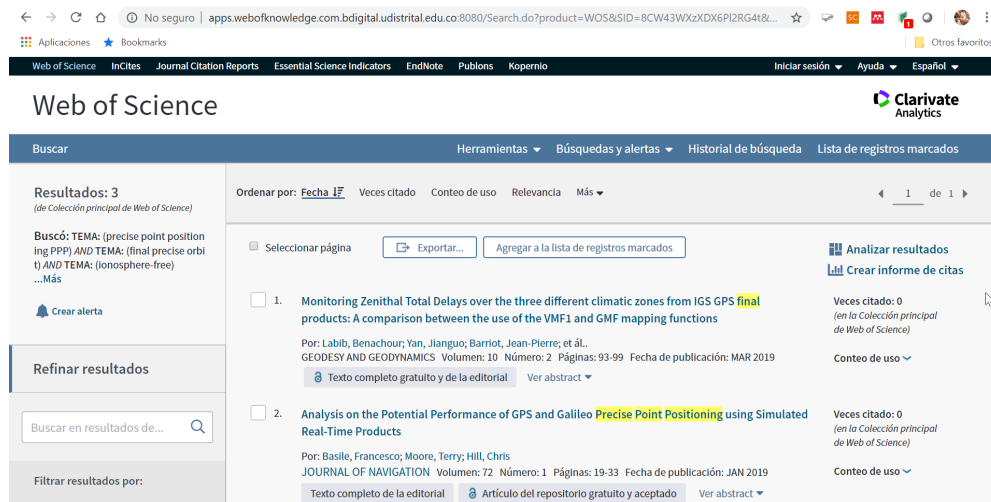 No seguro | apps.webofknowledge.com.bdigital.udistrital.edu.co:8080/Search.do?product=WOS&SID=8CW43WXzXDX6Pl2RG4t8&...
Aplicaciones Bookmarks Otros favoritos
Web of Science InCites Journal Citation Reports Essential Science Indicators EndNote Publons Kopernio Iniciar sesión Ayuda Español
Web of Science
Clarivate
Analytics
Buscar Herramientas Búsquedas y alertas Historial de búsqueda Lista de registros marcados
Resultados: 3
(de Colección principal de Web of Science)
Buscó: TEMA: (precise point position
ing PPP) AND TEMA: (final precise orbi
t) AND TEMA: (ionosphere-free)
...Más
Crear alerta
Refinar resultados
Buscar en resultados de...
Filtrar resultados por:
Ordenar por: Fecha Veces citado Conteo de uso Relevancia Más
1 de 1
Seleccionar página Exportar... Agregar a la lista de registros marcados
Analizar resultados
Crear informe de citas
1. Monitoring Zenithal Total Delays over the three different climatic zones from IGS GPS final
products: A comparison between the use of the VMF1 and GMF mapping functions
Por: Labib, Benachour; Yan, Jianguo; Barriot, Jean-Pierre; et ál..
GEODESY AND GEODYNAMICS Volumen: 10 Número: 2 Páginas: 93-99 Fecha de publicación: MAR 2019
Texto completo gratuito y de la editorial Ver abstract
Veces citado: 0
(en la Colección principal
de Web of Science)
Conteo de uso
2. Analysis on the Potential Performance of GPS and Galileo Precise Point Positioning using Simulated
Real-Time Products
Por: Basile, Francesco; Moore, Terry; Hill, Chris
JOURNAL OF NAVIGATION Volumen: 72 Número: 1 Páginas: 19-33 Fecha de publicación: JAN 2019
Texto completo de la editorial Artículo del repositorio gratuito y aceptado Ver abstract
Veces citado: 0
(en la Colección principal
de Web of Science)
Conteo de uso